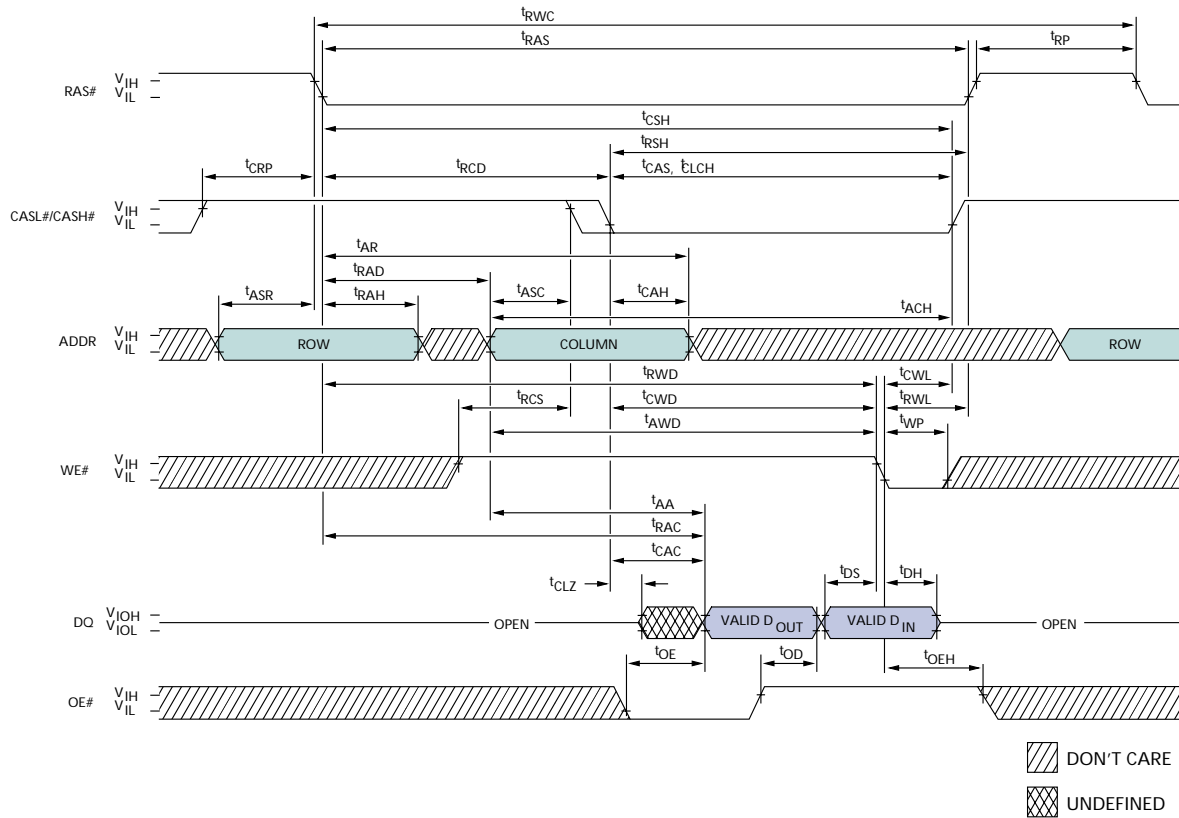 tRWC
tRAS tRP
RAS# VIH
VIL
tCSH
tRSH
tCRP tRCD tCAS, tCLCH
CASL#/CASH# VIH
VIL
tAR
tRAD
tASR tRAH tASC tCAH tACH
ADDR VIH
VIL
ROW COLUMN ROW
tRWD tCWL
tRCS tCWD tRWL
tAWD tWP
WE# VIH
VIL
tAA
tRAC
tCAC
tCLZ tDS tDH
DQ VIOH
VIOL
OPEN VALID DOUT VALID DIN OPEN
tOE tOD tOEH
OE# VIH
VIL
DON'T CARE
UNDEFINED